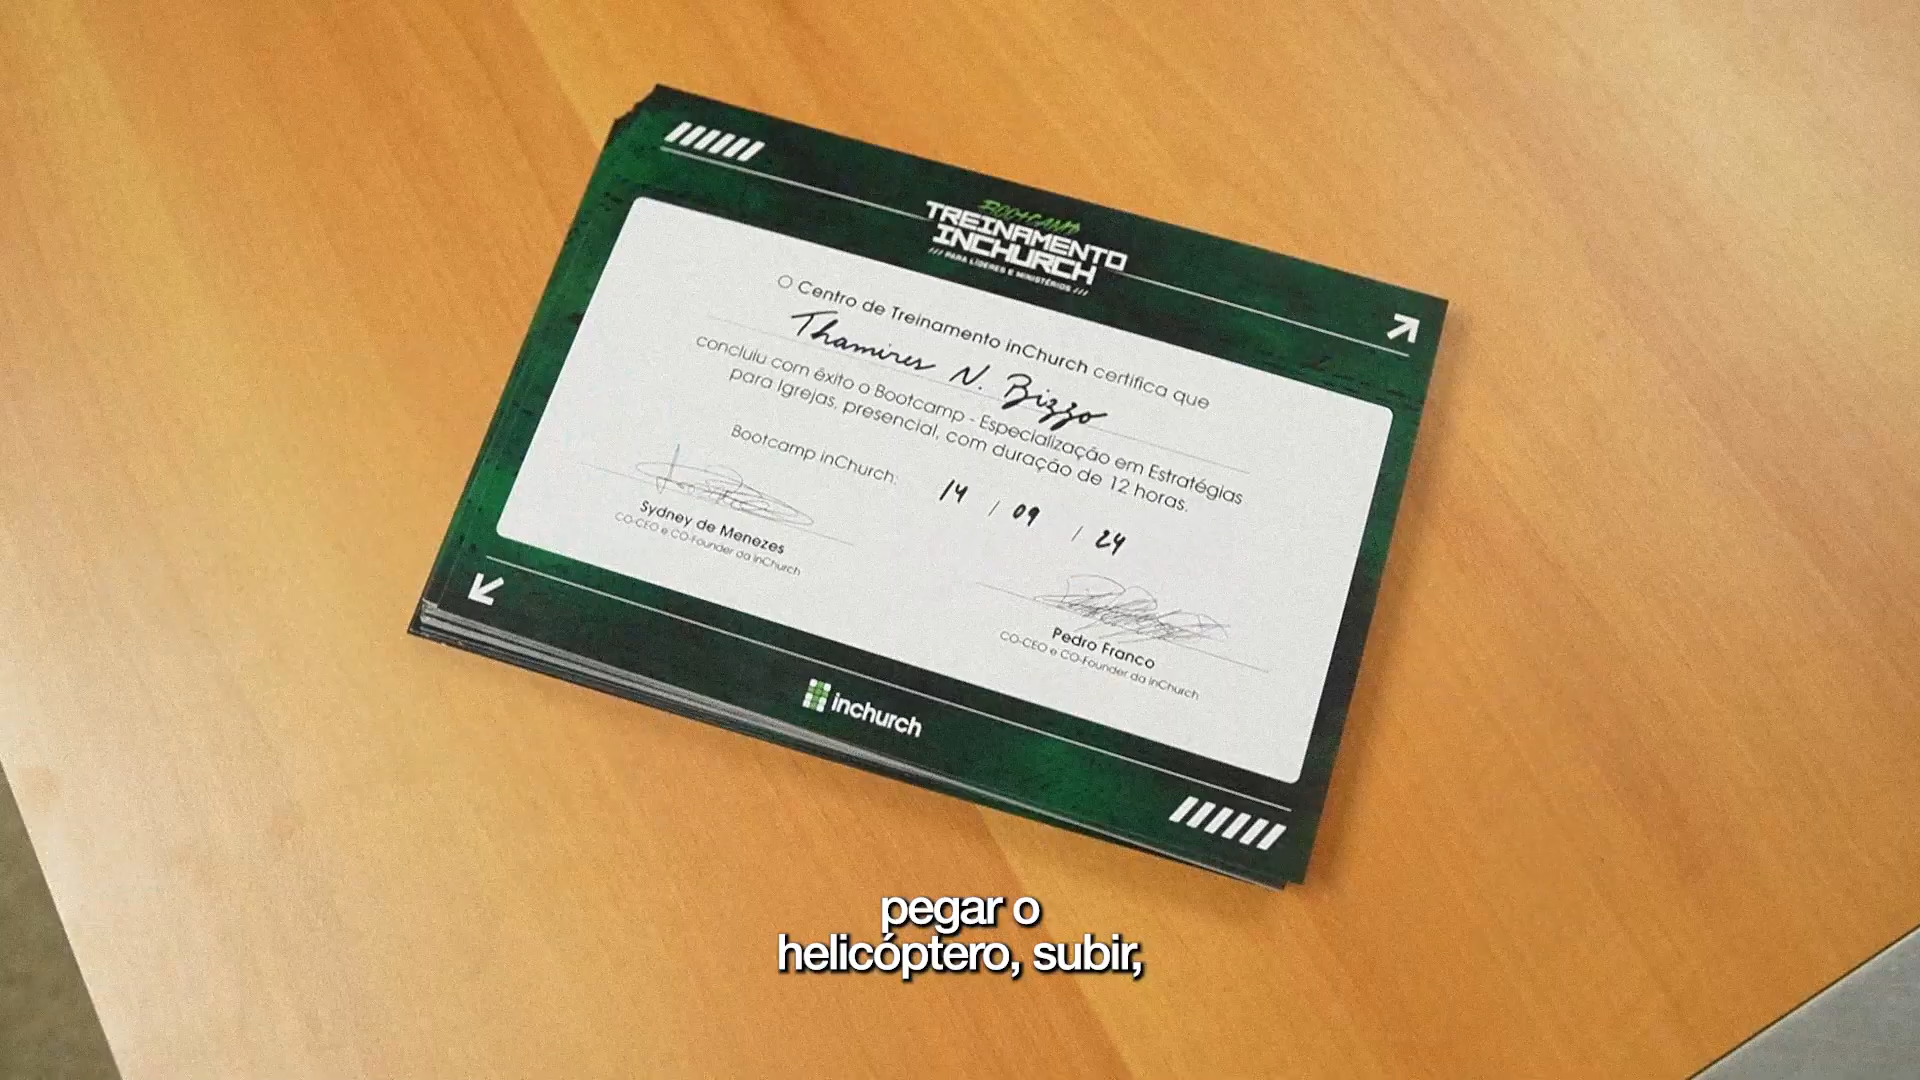 BOOTCAMP
TREINAMENTO
INCHURCH
/// PARA LÍDERES E MINISTÉRIOS ///
O Centro de Treinamento inChurch certifica que
Thamires N. Bizzo
concluiu com êxito o Bootcamp - Especialização em Estratégias
para Igrejas, presencial, com duração de 12 horas.
Bootcamp inChurch: 14 / 09 / 24
Sydney de Menezes
CO-CEO e CO-Founder da inChurch
Pedro Franco
CO-CEO e CO-Founder da inChurch
inchurch
pegar o
helicóptero, subir,